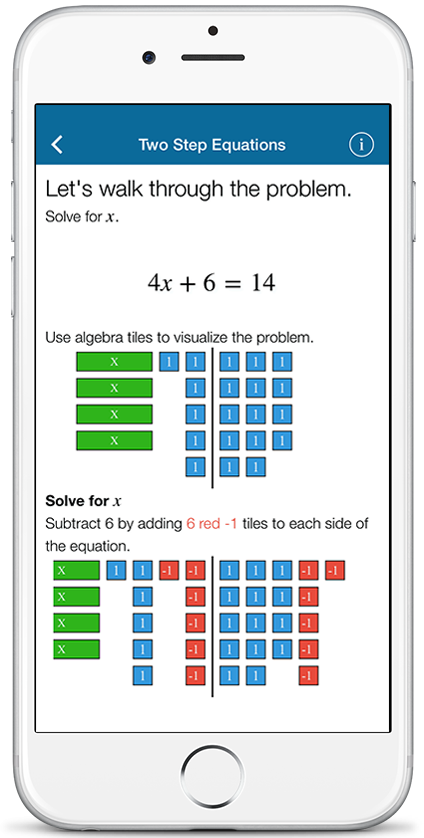 Two Step Equations i
Let's walk through the problem.
Solve for x.
4x + 6 = 14
Use algebra tiles to visualize the problem.
x 1 1 1 1 1
x 1 1 1 1
x 1 1 1 1
x 1 1 1 1
1 1 1
Solve for x
Subtract 6 by adding 6 red -1 tiles to each side of
the equation.
x 1 1 -1 -1 1 1 1 -1 -1
x 1 -1 1 1 1 -1
x 1 -1 1 1 1 -1
x 1 -1 1 1 1 -1
1 -1 1 1 -1